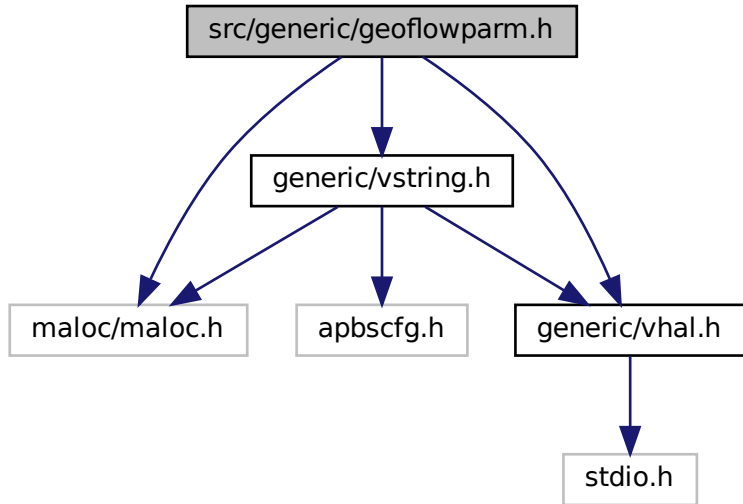 src/generic/geoflowparm.h
generic/vstring.h
maloc/maloc.h
apbscfg.h
generic/vhal.h
stdio.h